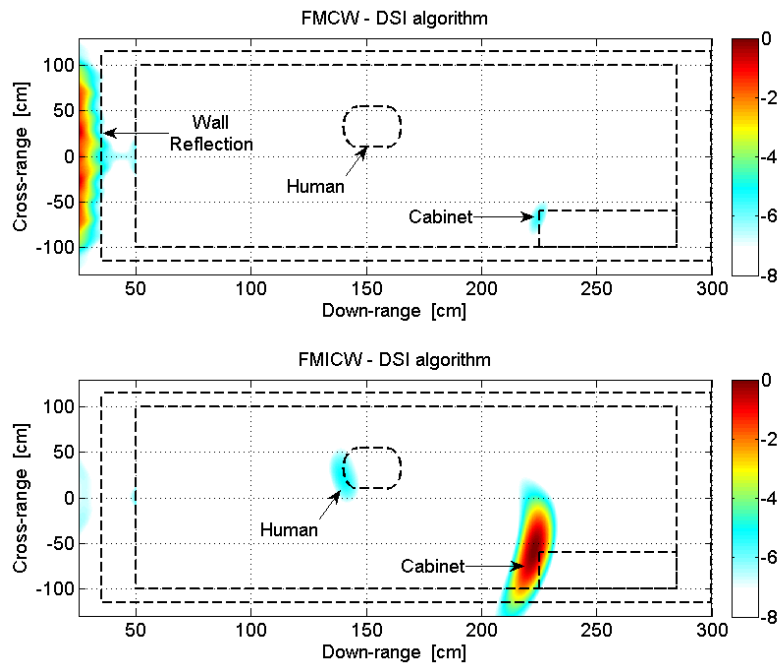 FMCW - DSI algorithm
100
50
0
-50
-100
Cross-range [cm]
Wall
Reflection
Human
Cabinet
50
100
150
200
250
300
Down-range [cm]
0
-2
-4
-6
-8
FMICW - DSI algorithm
100
50
0
-50
-100
Cross-range [cm]
Human
Cabinet
50
100
150
200
250
300
Down-range [cm]
0
-2
-4
-6
-8